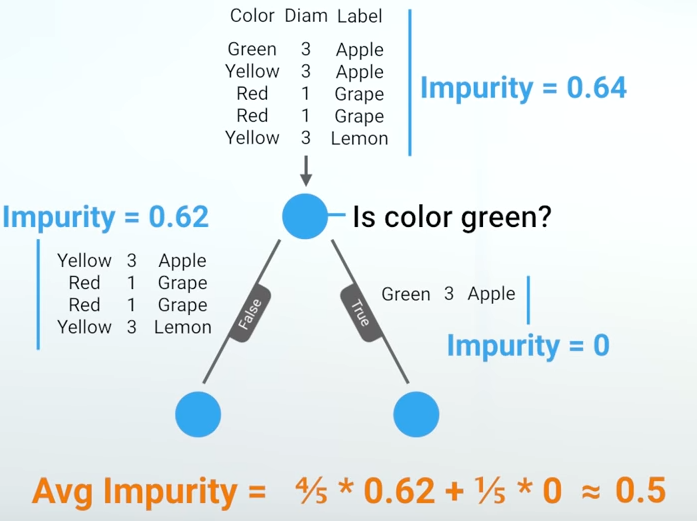 Color Diam Label
Green 3 Apple
Yellow 3 Apple
Red 1 Grape
Red 1 Grape
Yellow 3 Lemon
Impurity = 0.64
Impurity = 0.62
Is color green?
Yellow 3 Apple
Red 1 Grape
Red 1 Grape
Yellow 3 Lemon
False
True
Green 3 Apple
Impurity = 0
Avg Impurity = ⅘ * 0.62 + ⅕ * 0 ≈ 0.5